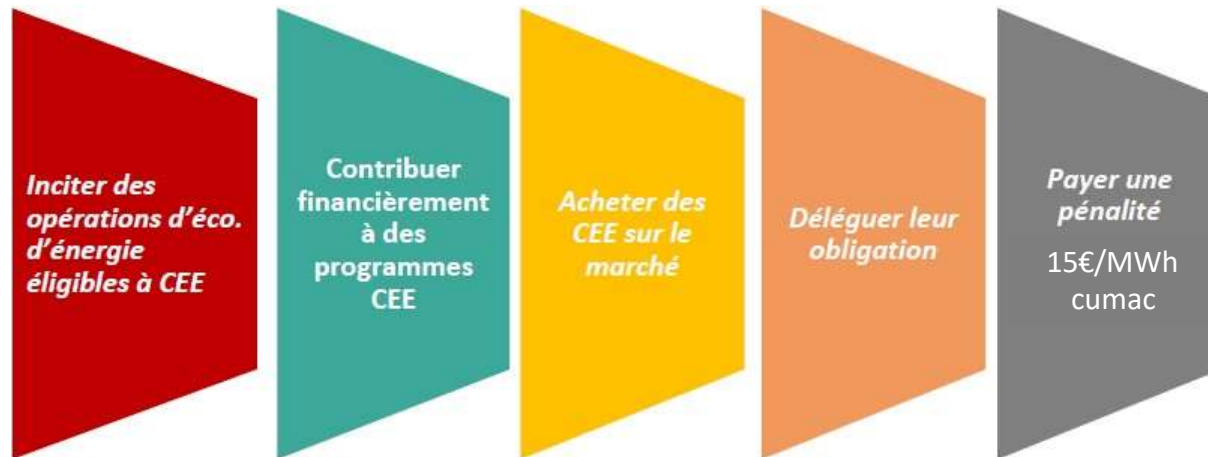 Inciter des
opérations d'éco.
d'énergie
éligibles à CEE
Contribuer
financièrement
à des
programmes
CEE
Acheter des
CEE sur le
marché
Déléguer leur
obligation
Payer une
pénalité
15€/MWh
cumac